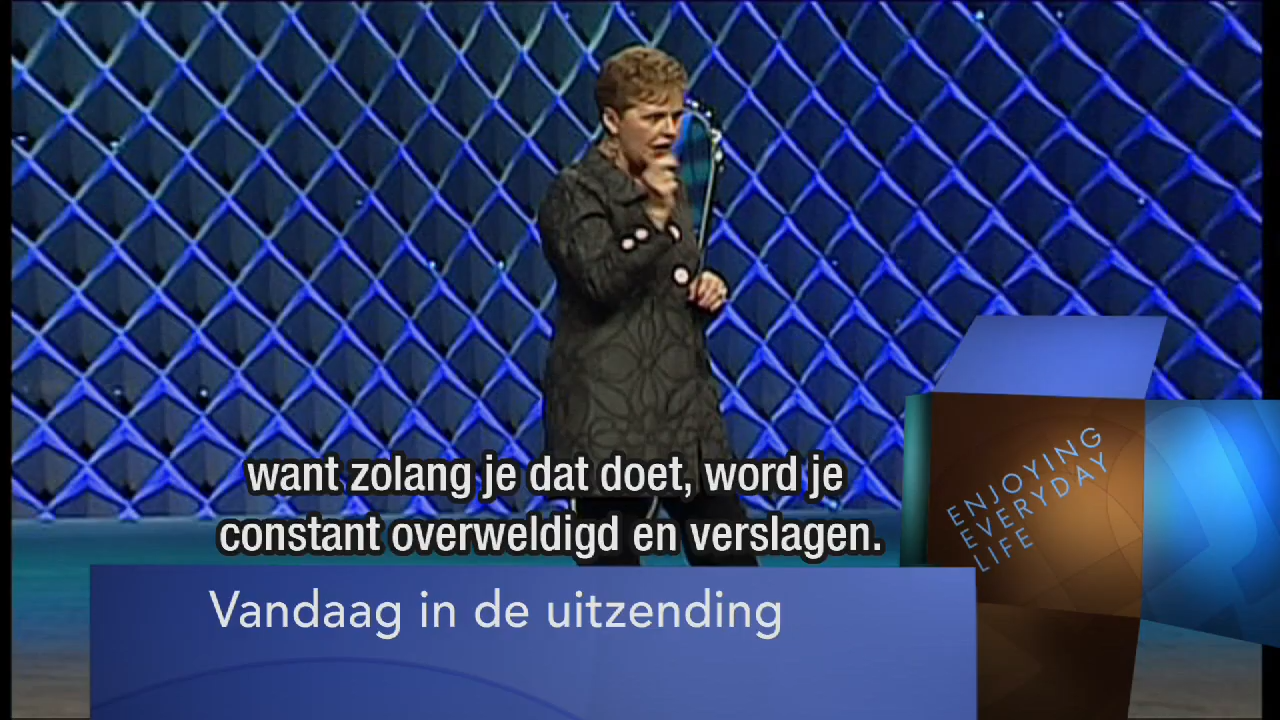 want zolang je dat doet, word je
constant overweldigd en verslagen.
Vandaag in de uitzending
ENJOYING
EVERYDAY
LIFE